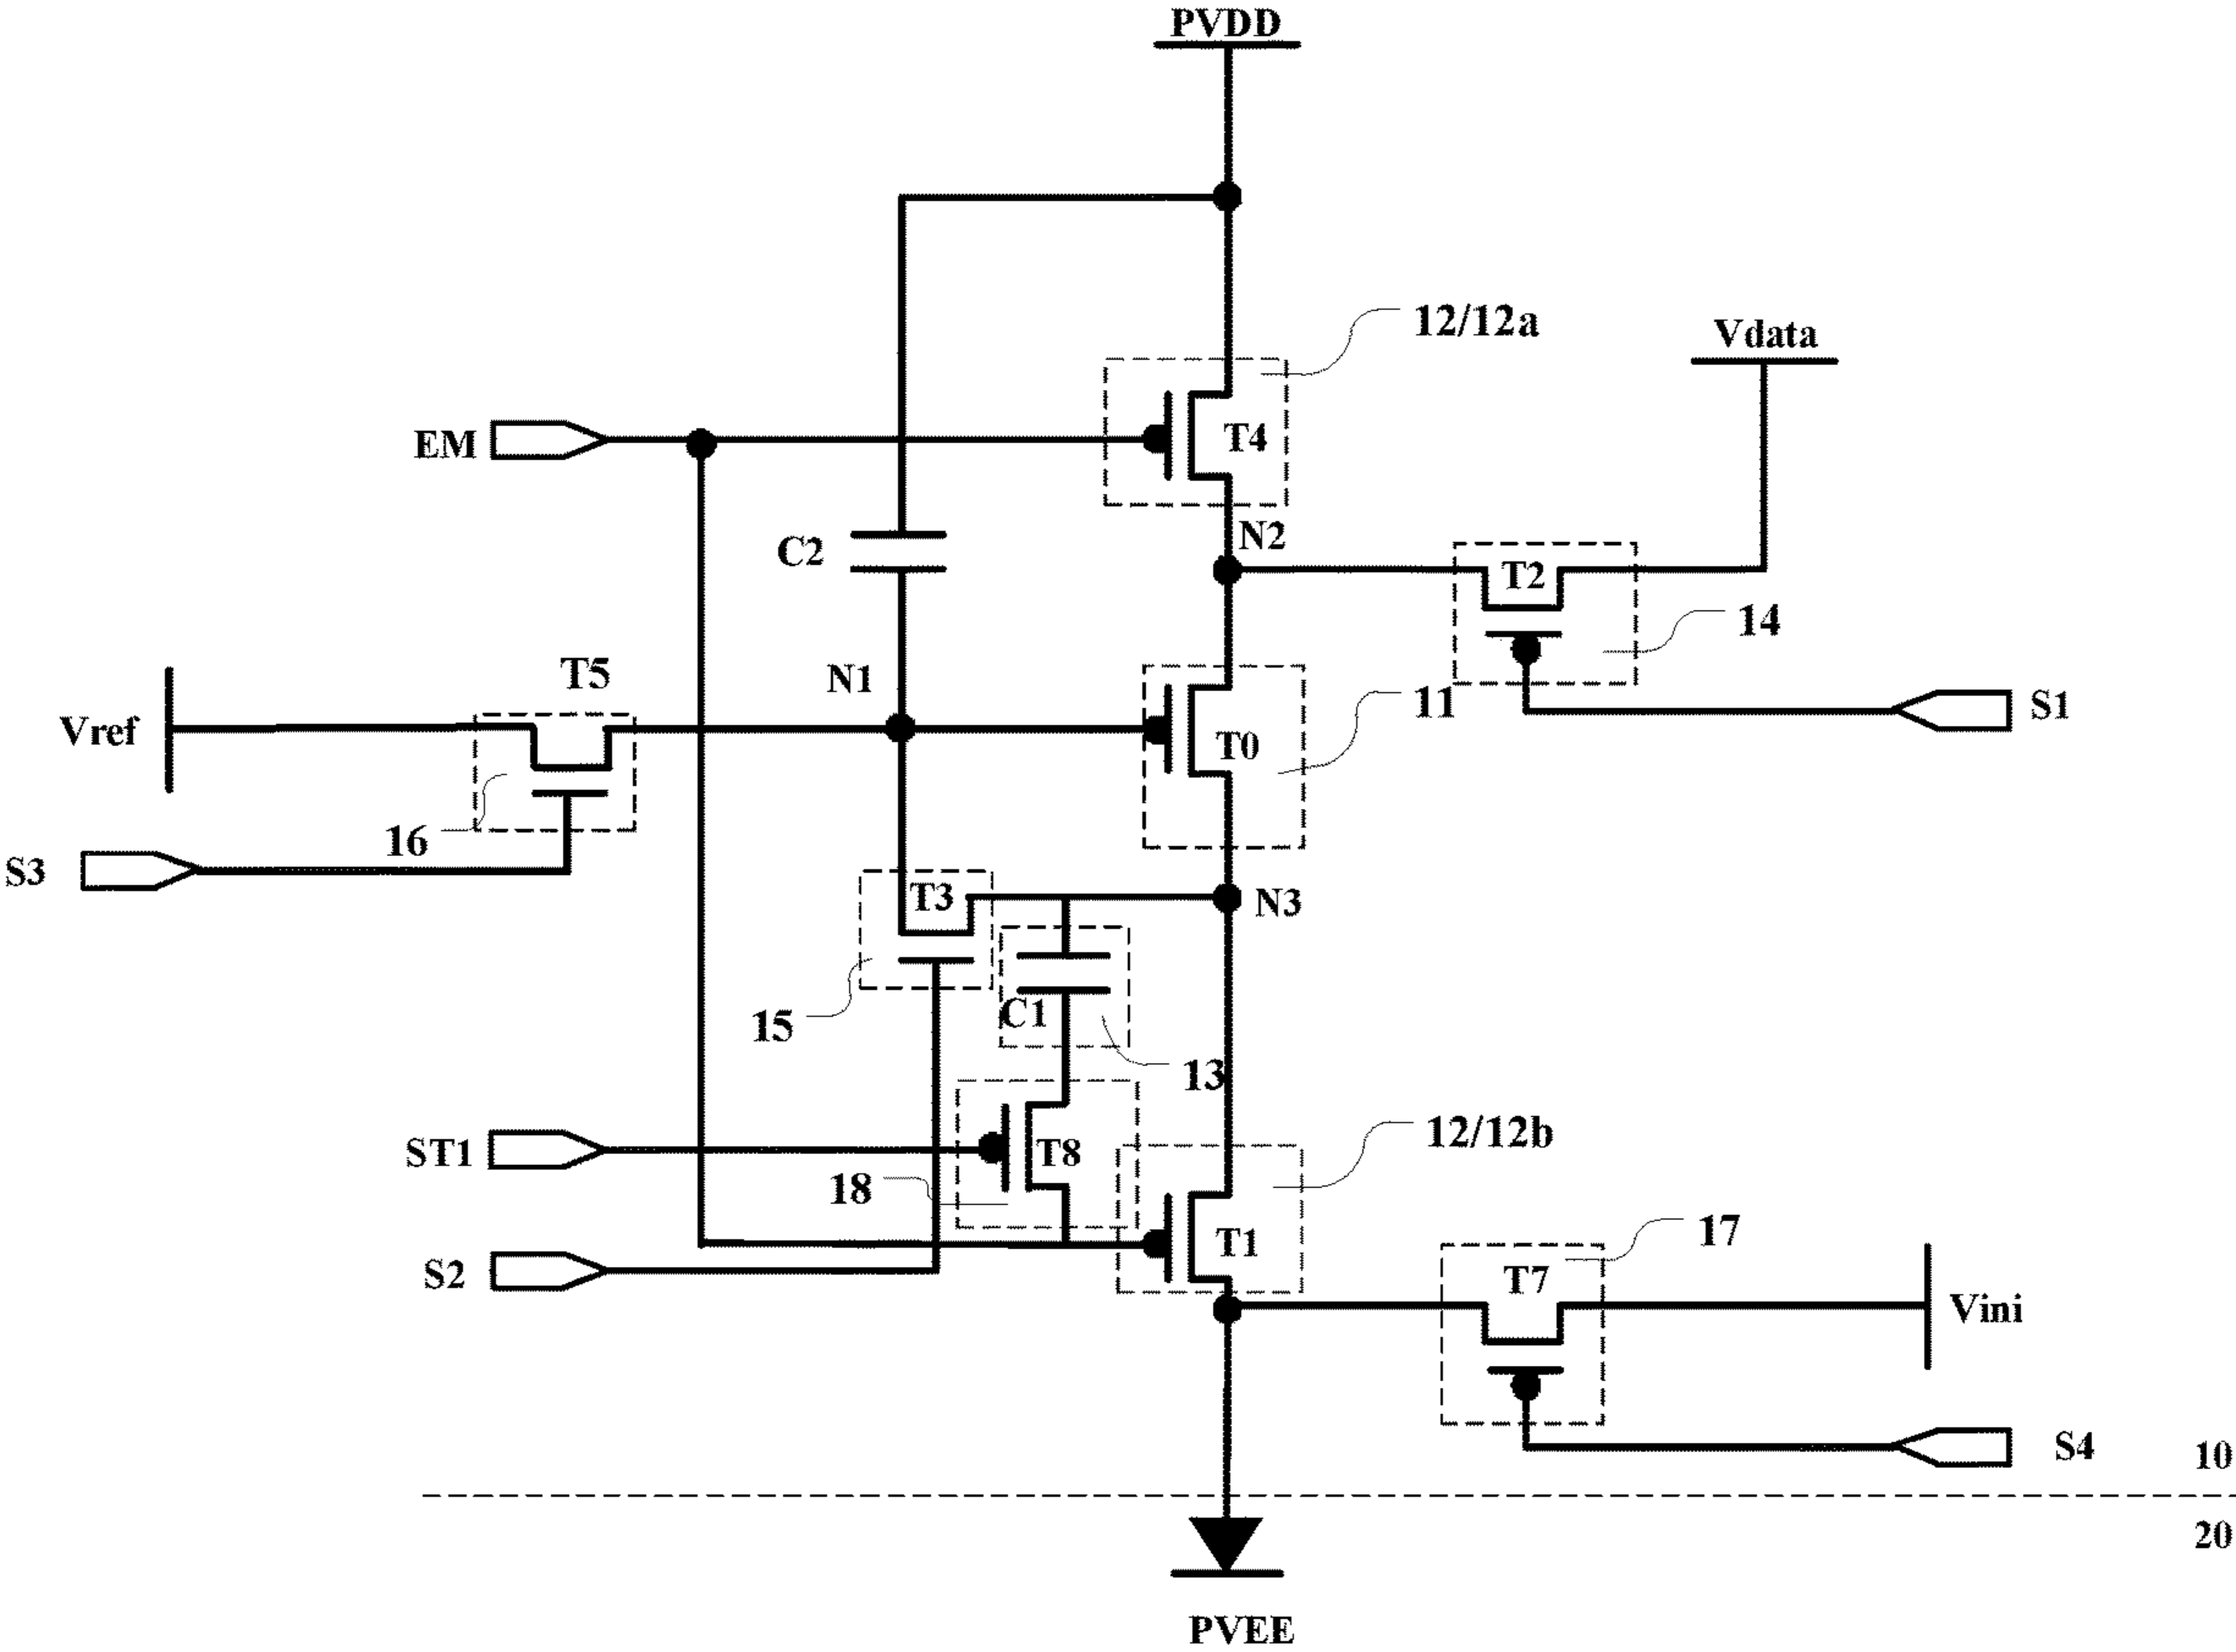 PVDD
12/12a
Vdata
EM
T4
N2
C2
T2
14
T5
N1
11
S1
Vref
T0
16
S3
T3
N3
15
C1
13
12/12b
ST1
T8
18
17
T1
S2
T7
Vini
S4
10
20
PVEE